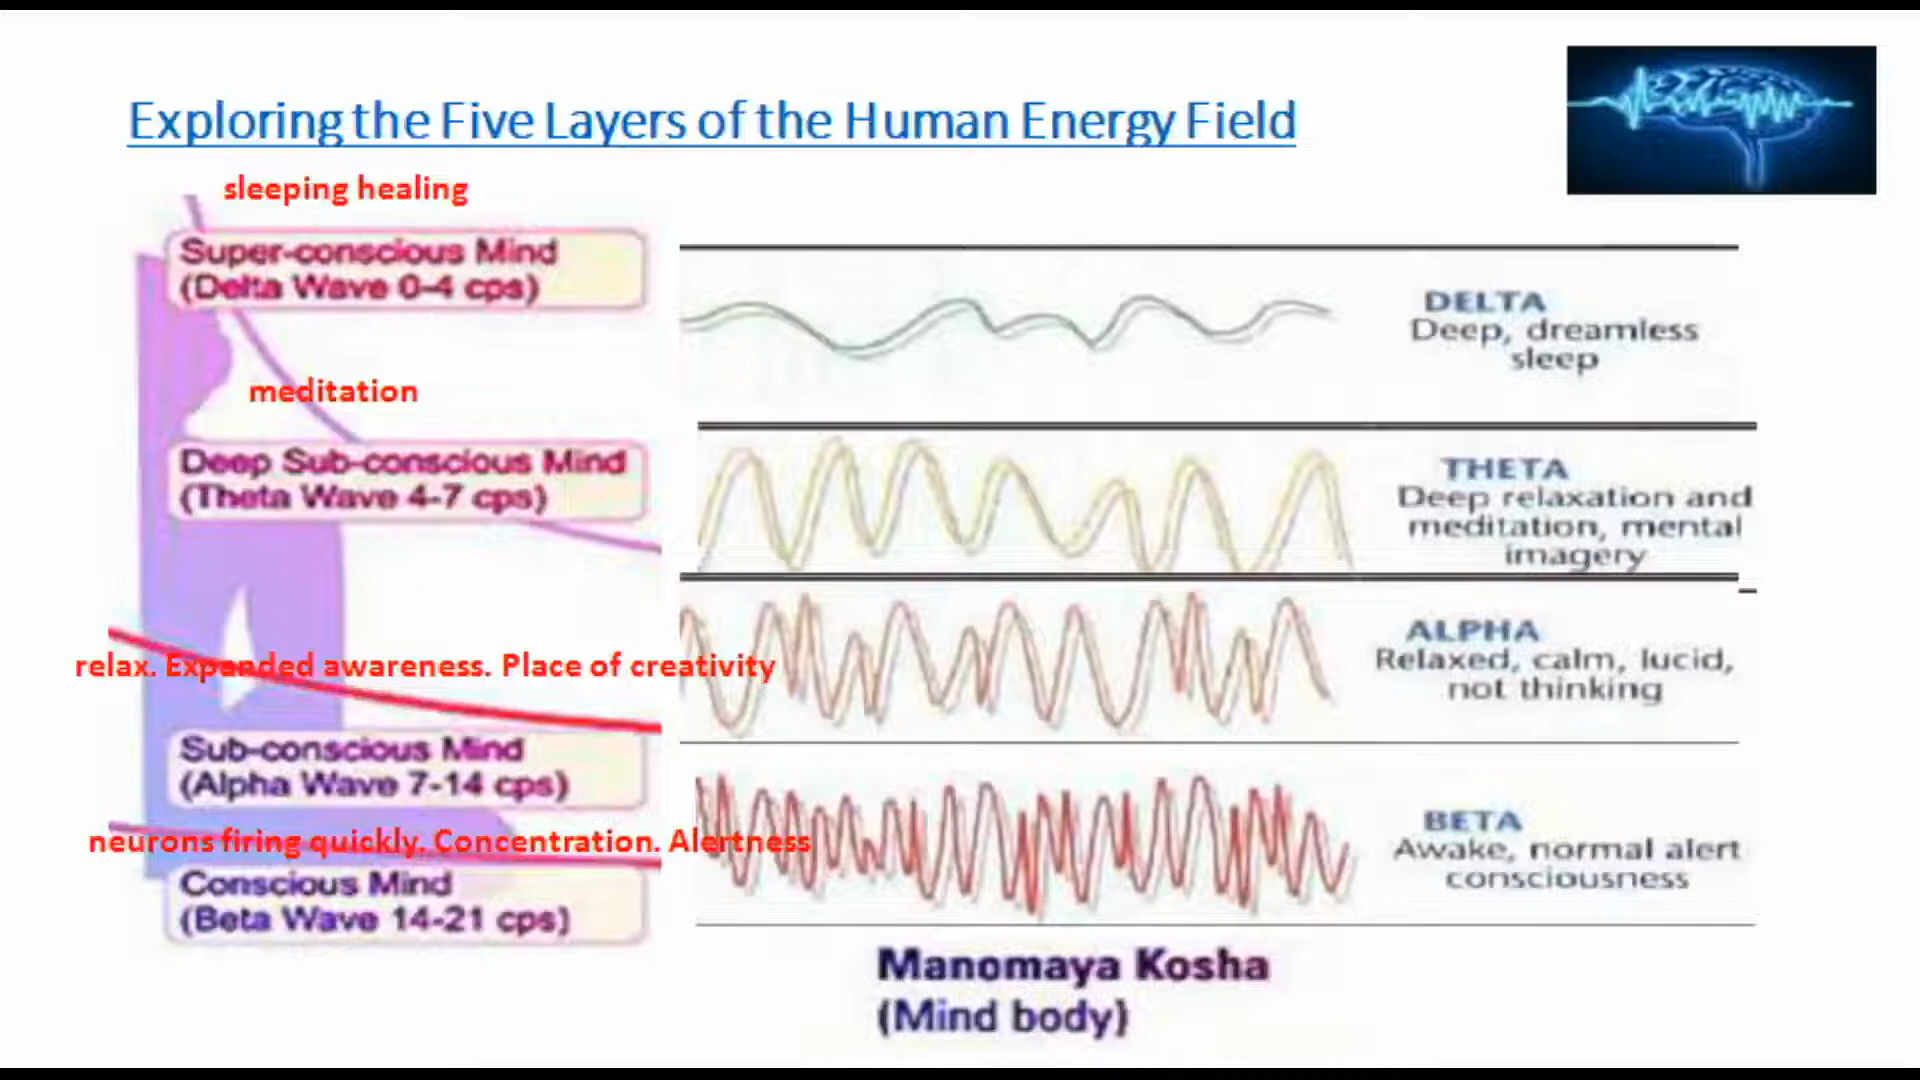 Exploring the Five Layers of the Human Energy Field
sleeping healing
Super-conscious Mind
(Delta Wave 0-4 cps)
DELTA
Deep, dreamless
sleep
meditation
Deep Sub-conscious Mind
(Theta Wave 4-7 cps)
THETA
Deep relaxation and
meditation, mental
imagery
relax. Expanded awareness. Place of creativity
ALPHA
Relaxed, calm, lucid,
not thinking
Sub-conscious Mind
(Alpha Wave 7-14 cps)
neurons firing quickly. Concentration. Alertness
BETA
Awake, normal alert
consciousness
Conscious Mind
(Beta Wave 14-21 cps)
Manomaya Kosha
(Mind body)